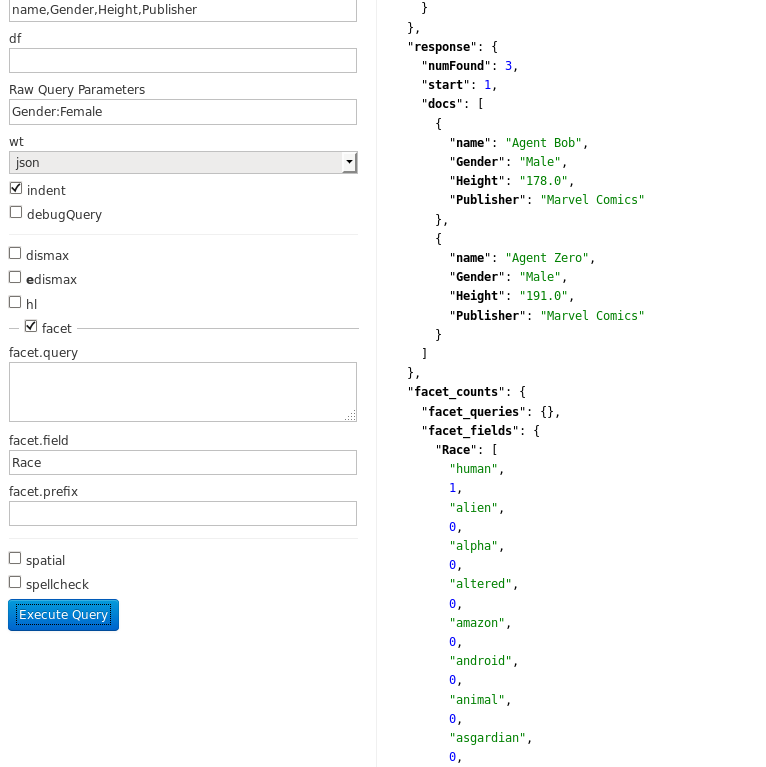 name,Gender,Height,Publisher
df
Raw Query Parameters
Gender:Female
wt
json
indent
debugQuery
dismax
edismax
hl
facet
facet.query
facet.field
Race
facet.prefix
spatial
spellcheck
Execute Query
}
},
"response": {
"numFound": 3,
"start": 1,
"docs": [
{
"name": "Agent Bob",
"Gender": "Male",
"Height": "178.0",
"Publisher": "Marvel Comics"
},
{
"name": "Agent Zero",
"Gender": "Male",
"Height": "191.0",
"Publisher": "Marvel Comics"
}
]
},
"facet_counts": {
"facet_queries": {},
"facet_fields": {
"Race": [
"human",
1,
"alien",
0,
"alpha",
0,
"altered",
0,
"amazon",
0,
"android",
0,
"animal",
0,
"asgardian",
0,